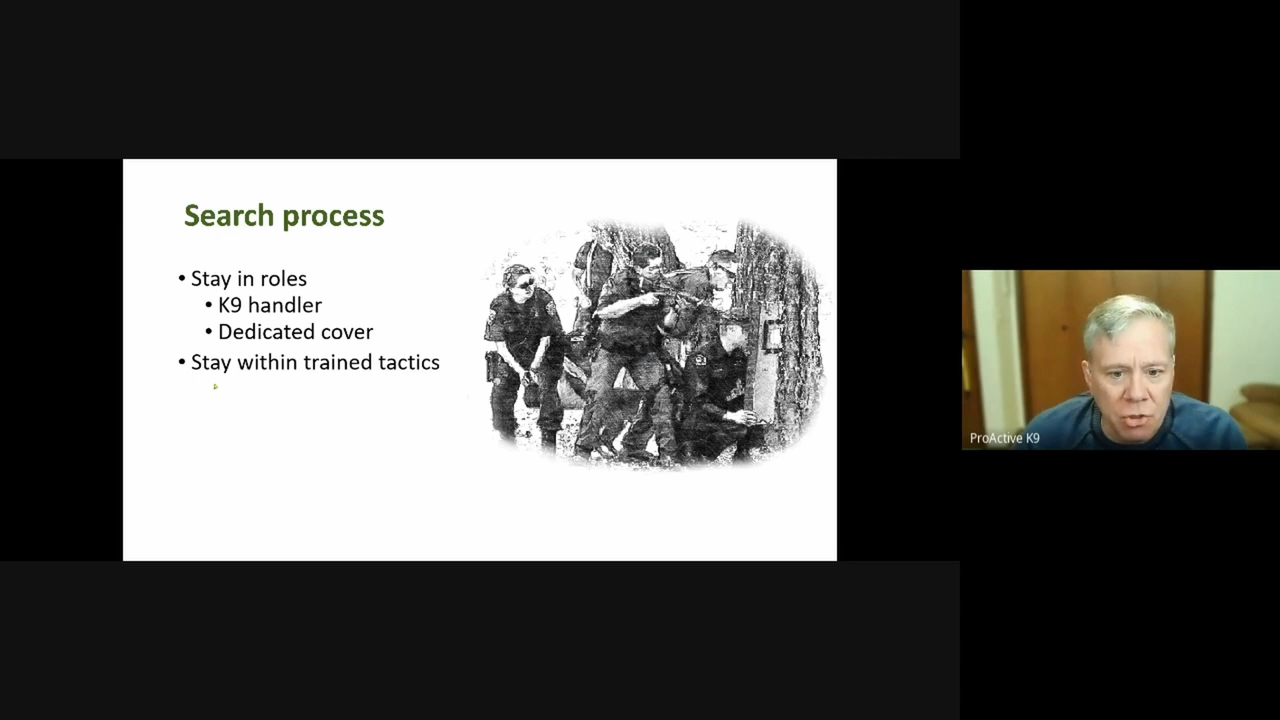 Search process
• Stay in roles
• K9 handler
• Dedicated cover
• Stay within trained tactics
ProActive K9